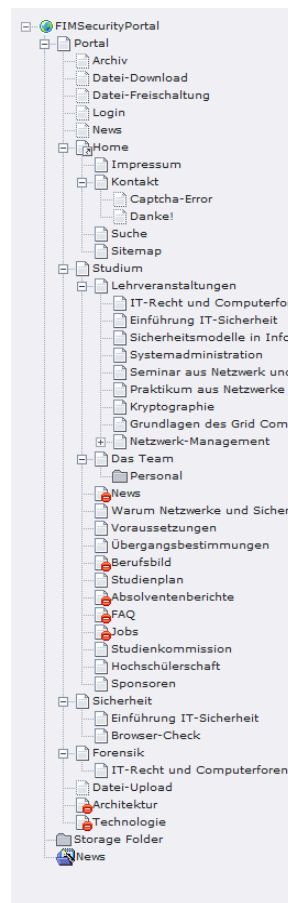 FIMSecurityPortal
Portal
Archiv
Datei-Download
Datei-Freischaltung
Login
News
Home
Impressum
Kontakt
Captcha-Error
Danke!
Suche
Sitemap
Studium
Lehrveranstaltungen
IT-Recht und Computerfo
Einführung IT-Sicherheit
Sicherheitsmodelle in Info
Systemadministration
Seminar aus Netzwerk und
Praktikum aus Netzwerke
Kryptographie
Grundlagen des Grid Com
Netzwerk-Management
Das Team
Personal
News
Warum Netzwerke und Sicher
Voraussetzungen
Übergangsbestimmungen
Berufsbild
Studienplan
Absolventenberichte
FAQ
Jobs
Studienkommission
Hochschülerschaft
Sponsoren
Sicherheit
Einführung IT-Sicherheit
Browser-Check
Forensik
IT-Recht und Computerforen
Datei-Upload
Architektur
Technologie
Storage Folder
News